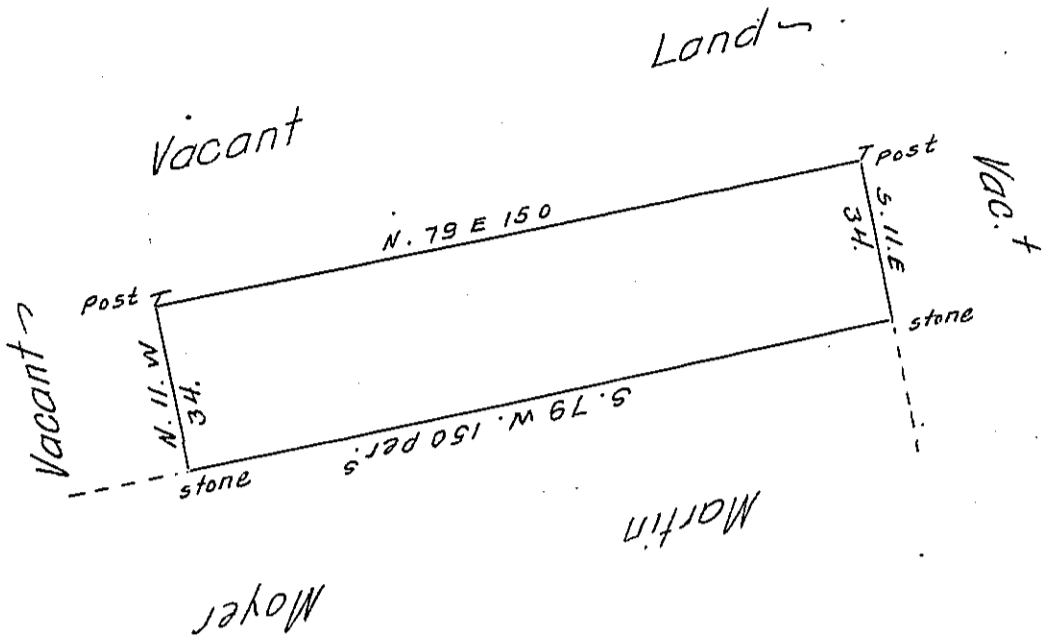 Land
Vacant
Post
Vac.t
N. 79 E 150
S. 11. E
34.
Post
stone
Vacant
N. 11. W
34.
S. 79 W. 150 per.s
stone
Martin
Moyer